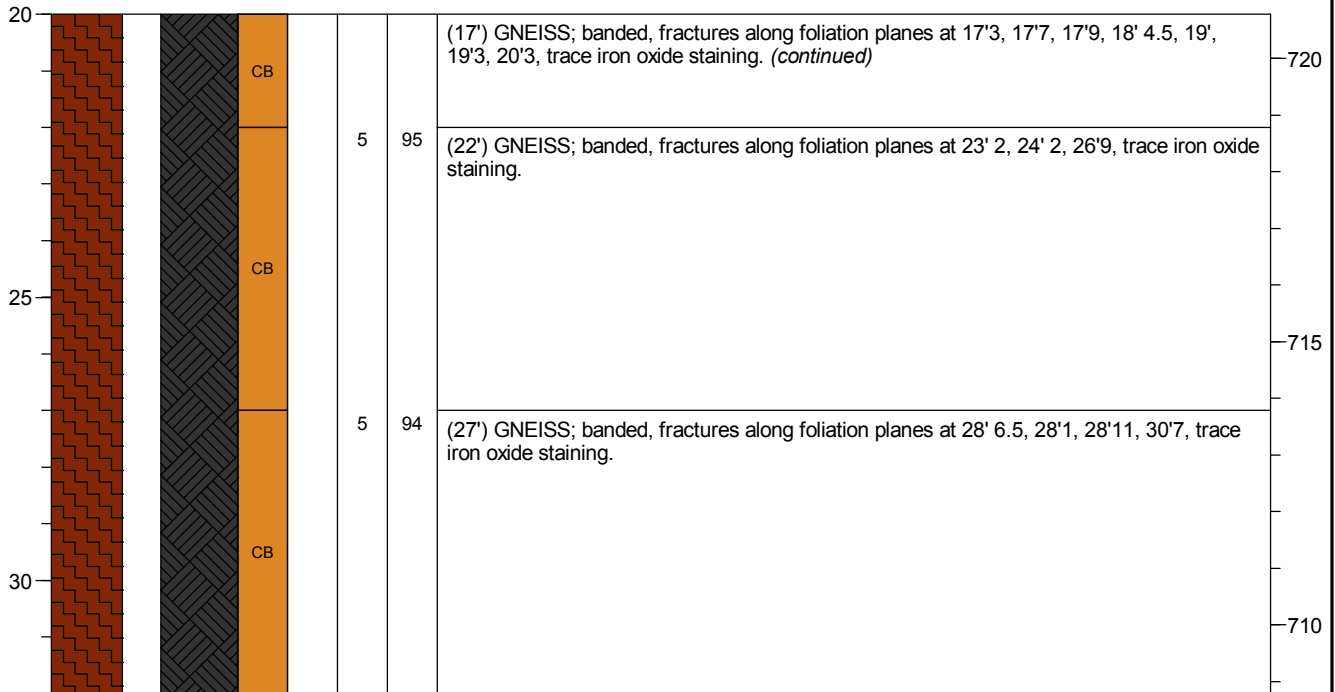 20
(17') GNEISS; banded, fractures along foliation planes at 17'3, 17'7, 17'9, 18' 4.5, 19',
19'3, 20'3, trace iron oxide staining. (continued)
720
CB
5 95
(22') GNEISS; banded, fractures along foliation planes at 23' 2, 24' 2, 26'9, trace iron oxide
staining.
CB
25
715
5 94
(27') GNEISS; banded, fractures along foliation planes at 28' 6.5, 28'1, 28'11, 30'7, trace
iron oxide staining.
CB
30
710